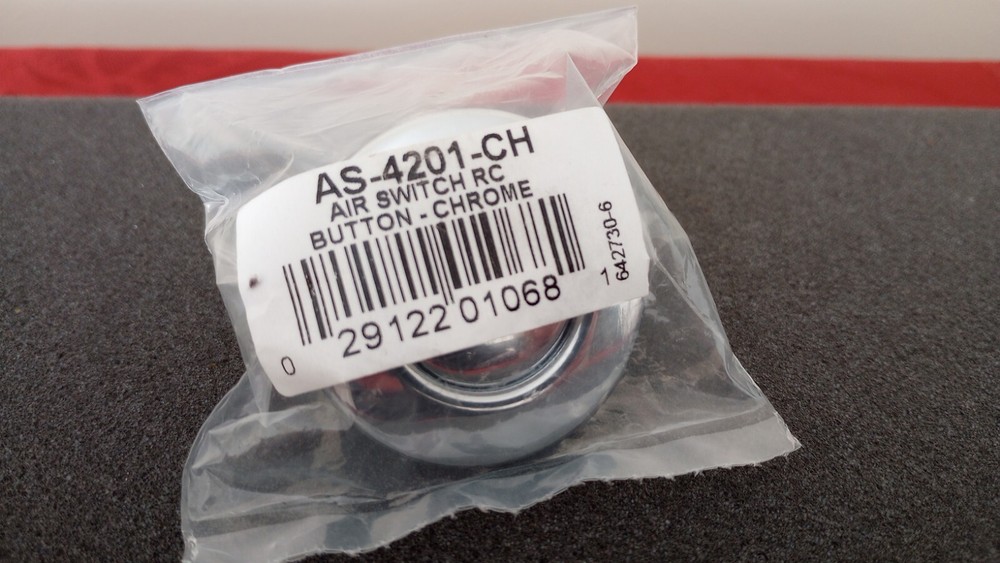 AS-4201-CH
AIR SWITCH RC
BUTTON - CHROME
0 29122 01068 1
642730-6